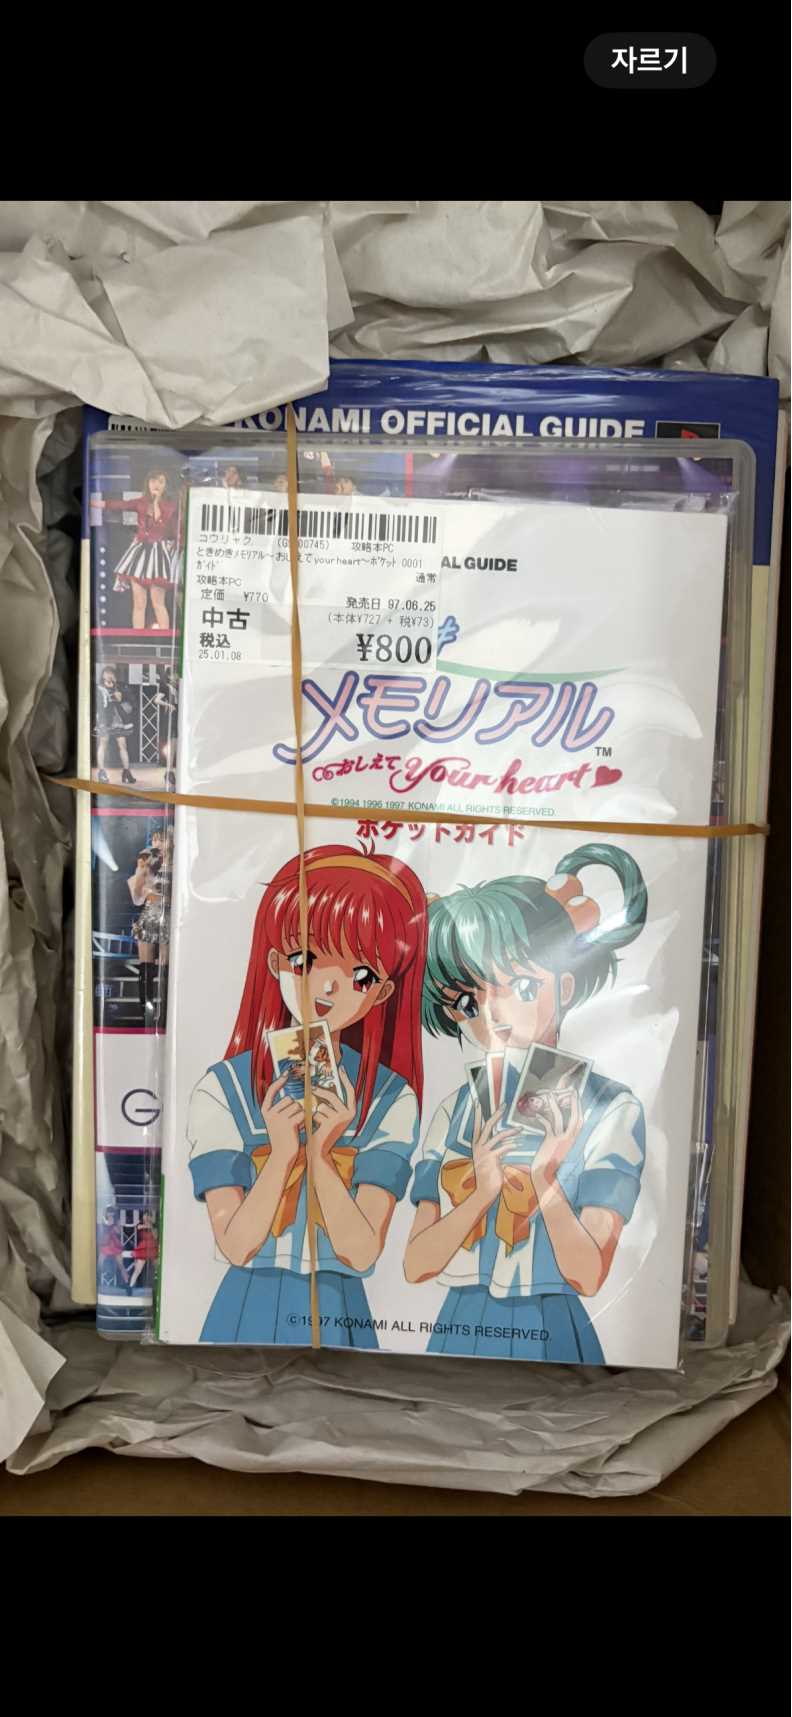 자르기
KONAMI OFFICIAL GUIDE
コウリャク 攻略本PC
ときめきメモリアル～おしえてyour heart～ポケット 0001
ガイド 通常
攻略本PC
定価 ¥770
発売日 97.06.25
中古 (本体¥727 + 税¥73)
税込 ¥800
25.01.08
AL GUIDE
メモリアル
TM
おしえて your heart
©1994 1996 1997 KONAMI ALL RIGHTS RESERVED.
ポケットガイド
G
©1997 KONAMI ALL RIGHTS RESERVED.